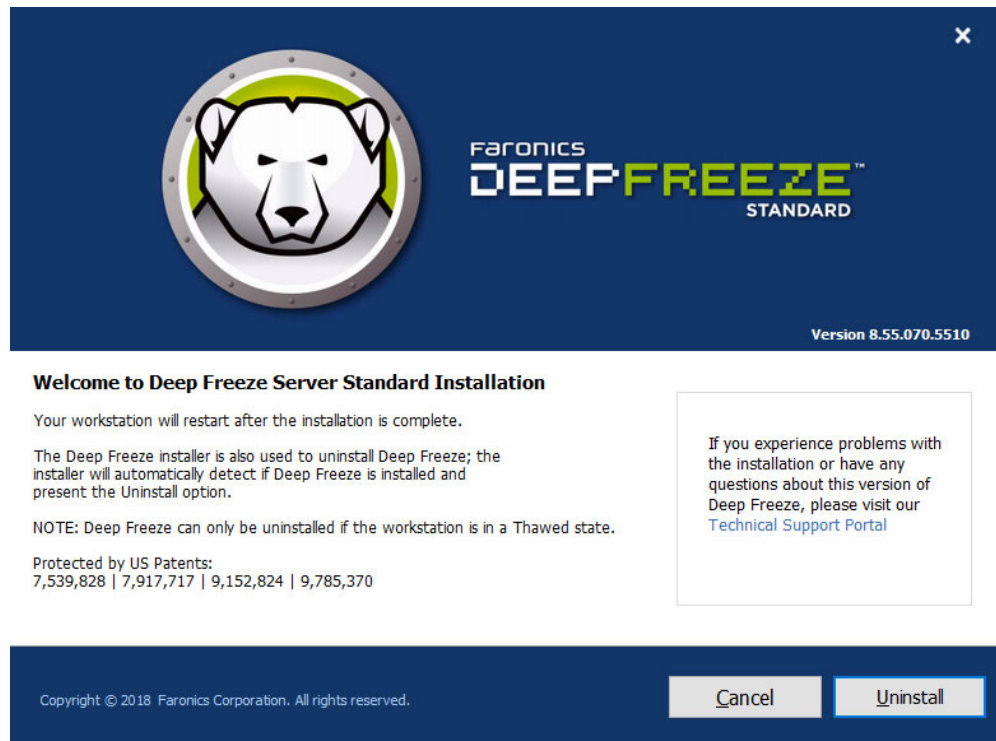 Faronics
DEEPFREEZE™
STANDARD
Version 8.55.070.5510
Welcome to Deep Freeze Server Standard Installation
Your workstation will restart after the installation is complete.
The Deep Freeze installer is also used to uninstall Deep Freeze; the
installer will automatically detect if Deep Freeze is installed and
present the Uninstall option.
NOTE: Deep Freeze can only be uninstalled if the workstation is in a Thawed state.
Protected by US Patents:
7,539,828 | 7,917,717 | 9,152,824 | 9,785,370
If you experience problems with
the installation or have any
questions about this version of
Deep Freeze, please visit our
Technical Support Portal
Copyright © 2018 Faronics Corporation. All rights reserved.
Cancel
Uninstall